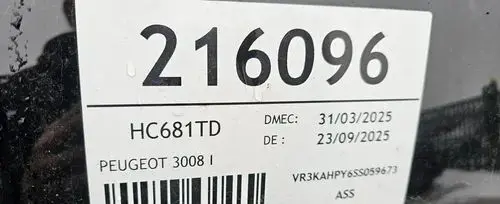 216096
HC681TD
DMEC: 31/03/2025
DE : 23/09/2025
PEUGEOT 3008 I
VR3KAHPY6SS059673
ASS